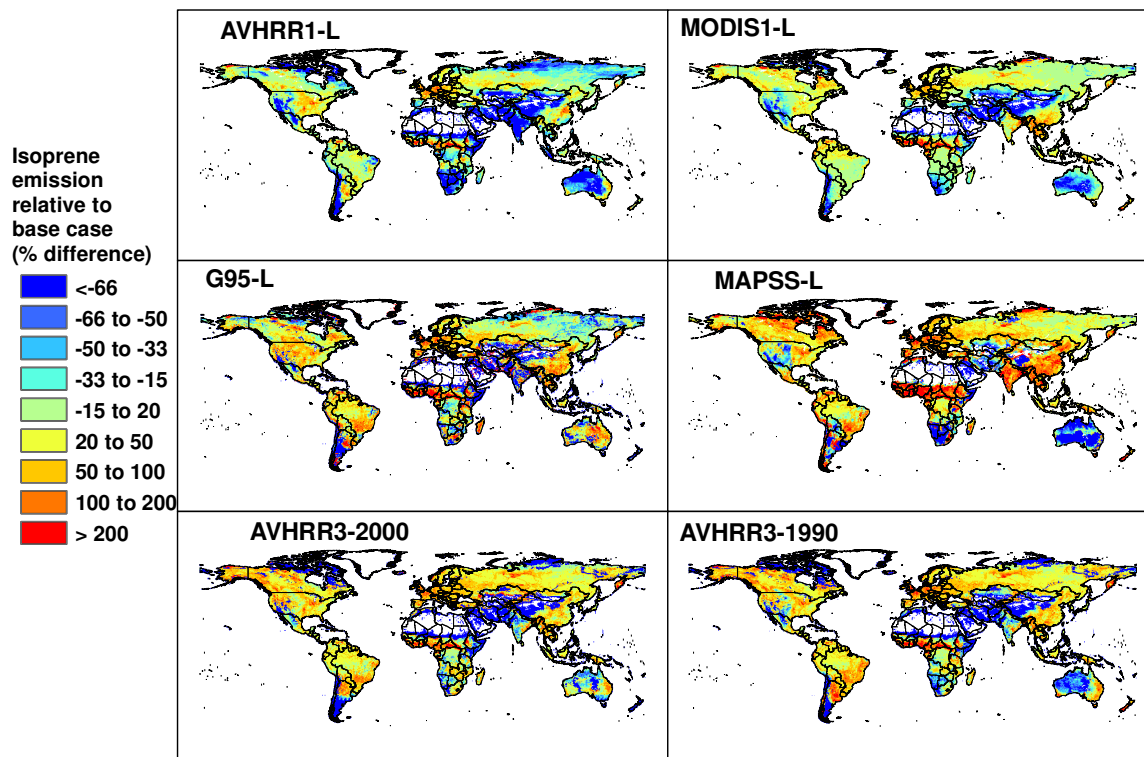 AVHRR1-L
MODIS1-L
Isoprene
emission
relative to
base case
(% difference)
<-66
-66 to -50
-50 to -33
-33 to -15
-15 to 20
20 to 50
50 to 100
100 to 200
> 200
G95-L
MAPSS-L
AVHRR3-2000
AVHRR3-1990